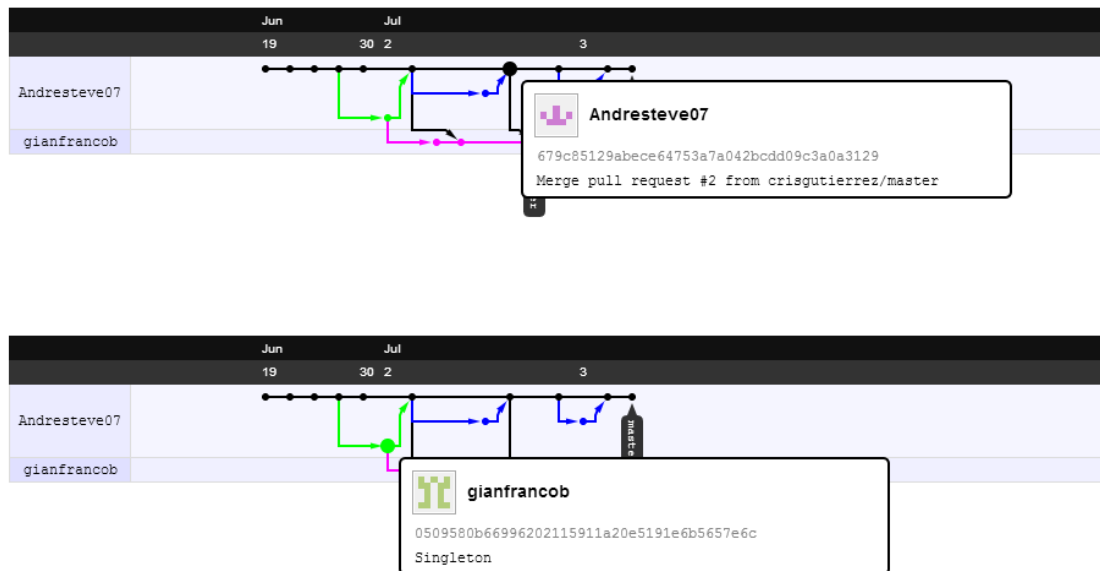 Jun Jul
19 30 2 3
Andresteve07
gianfrancob
Andresteve07
679c85129abece64753a7a042bcdd09c3a0a3129
Merge pull request #2 from crisgutierrez/master
Jun Jul
19 30 2 3
Andresteve07
maste
gianfrancob
gianfrancob
0509580b66996202115911a20e5191e6b5657e6c
Singleton